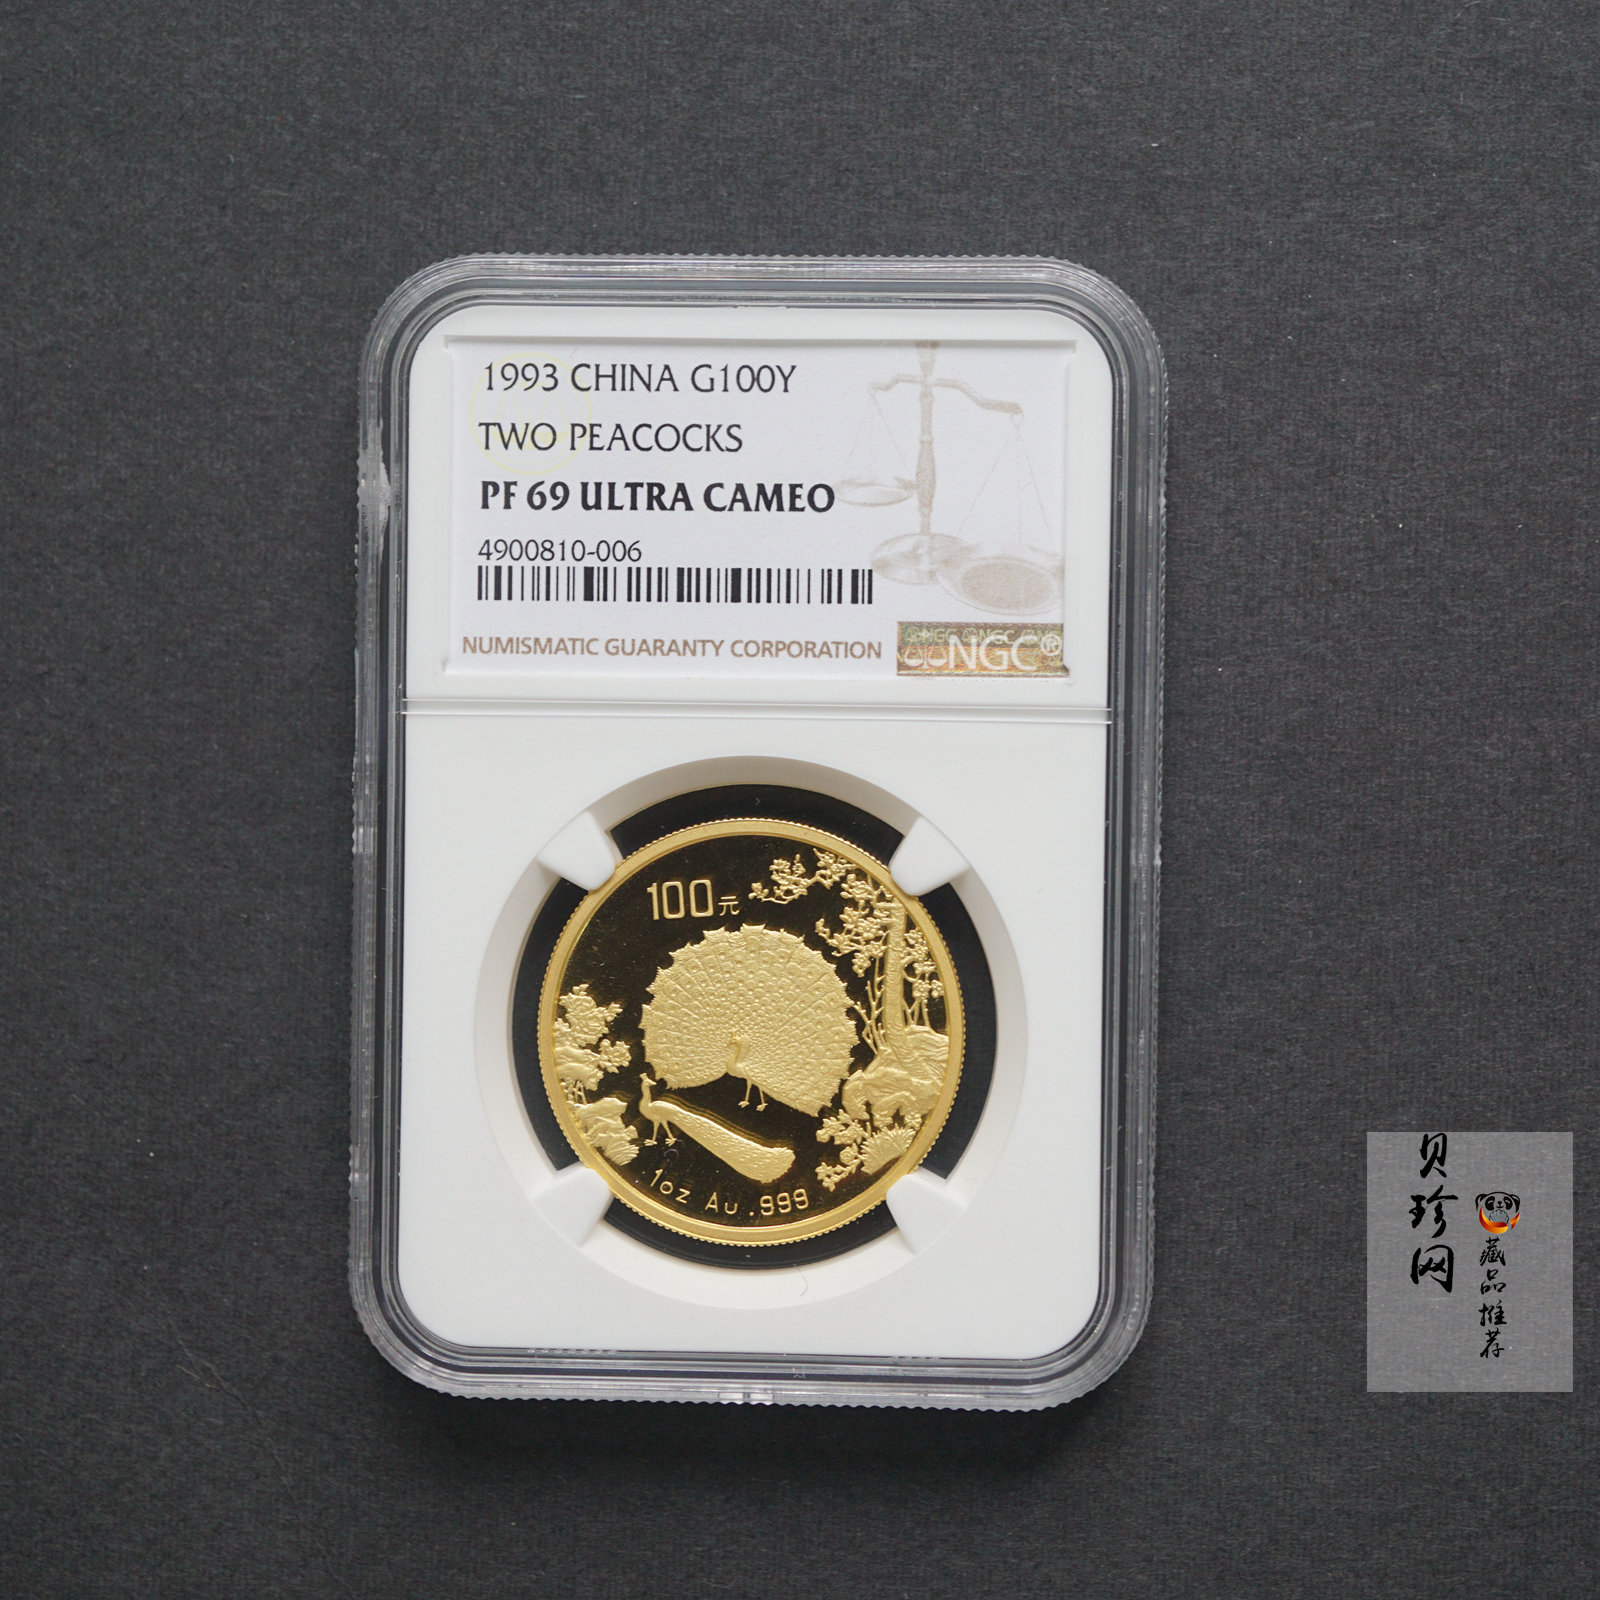 1993 CHINA G100Y
TWO PEACOCKS
PF 69 ULTRA CAMEO
4900810-006
NUMISMATIC GUARANTY CORPORATION
NGC®
100元
1oz Au .999
贝珍网
藏品推荐